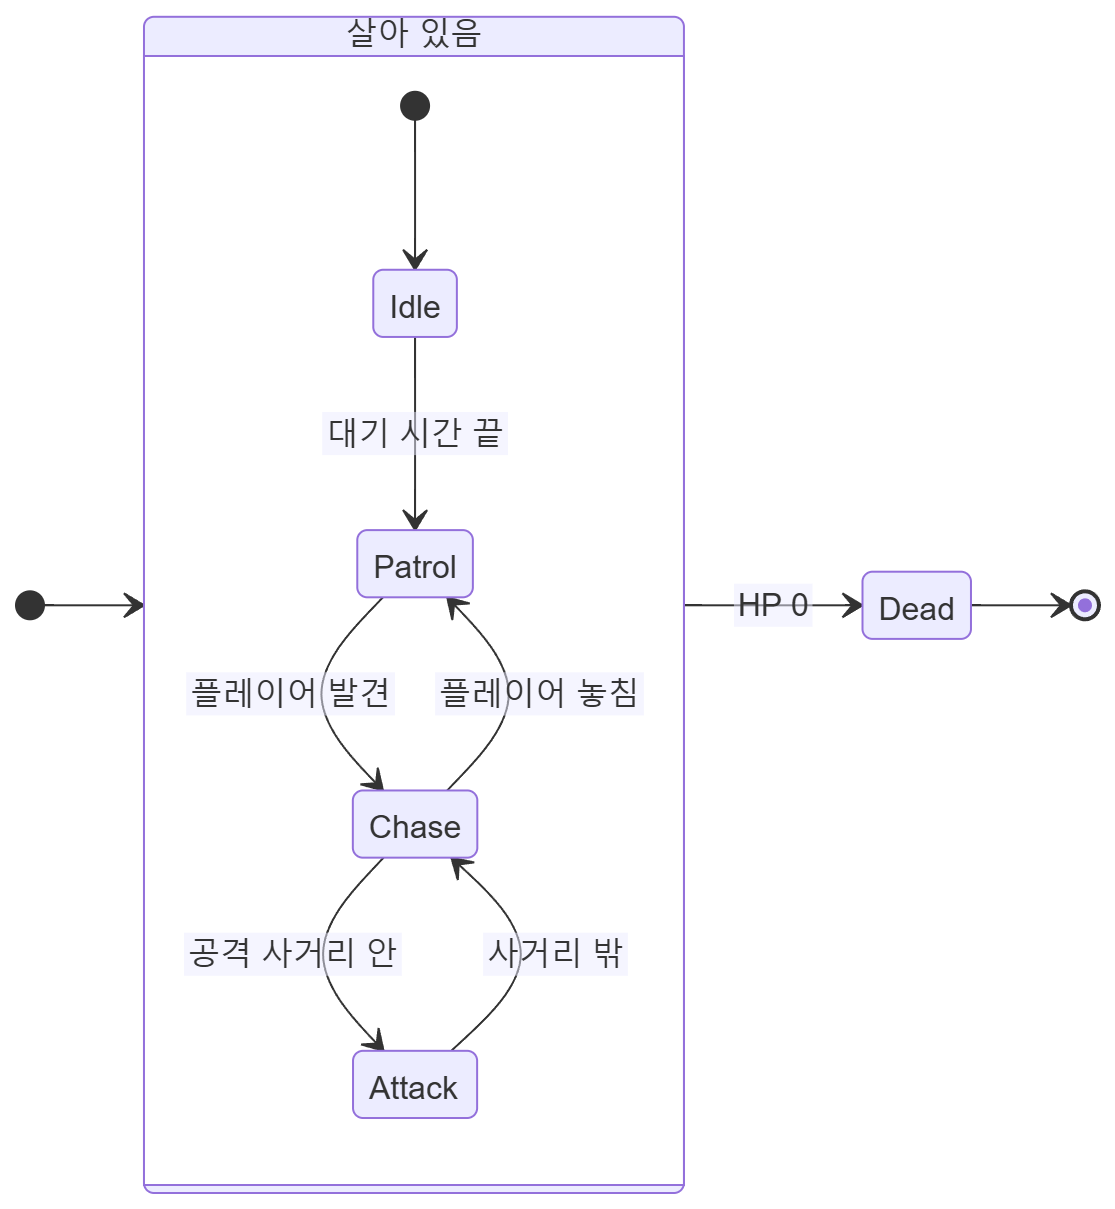 살아 있음
Idle
대기 시간 끝
Patrol
HP 0
Dead
플레이어 발견
플레이어 놓침
Chase
공격 사거리 안
사거리 밖
Attack